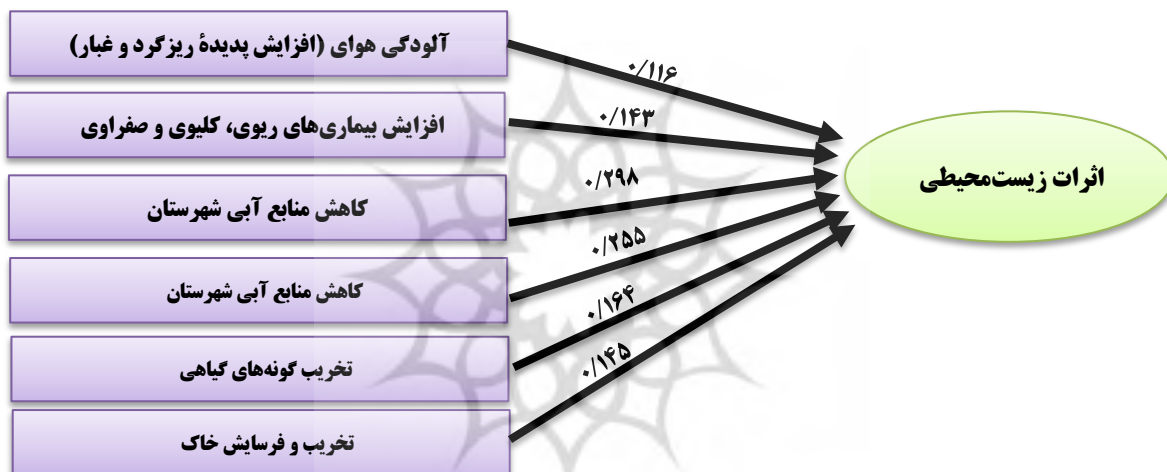 آلودگی هوای (افزایش پدیدهٔ ریزگرد و غبار)
۰/۱۱۶
افزایش بیماری‌های ریوی، کلیوی و صفراوی
۰/۱۴۳
کاهش منابع آبی شهرستان
۰/۲۹۸
اثرات زیست‌محیطی
کاهش منابع آبی شهرستان
۰/۲۵۵
تخریب گونه‌های گیاهی
۰/۱۶۴
تخریب و فرسایش خاک
۰/۱۴۵